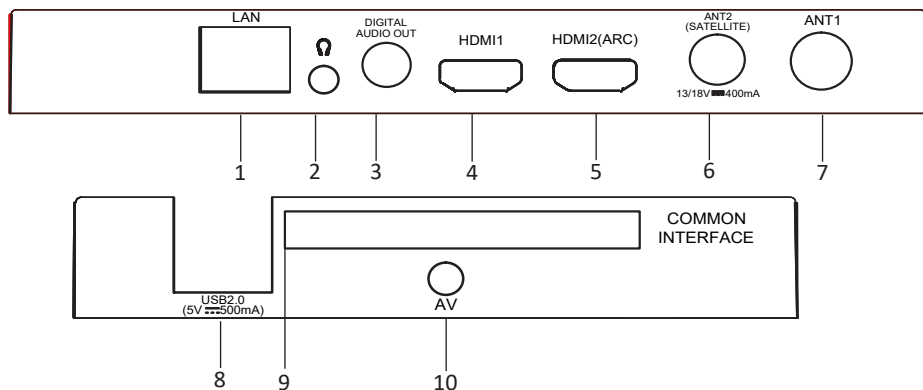 LAN
DIGITAL
AUDIO OUT
HDMI1
HDMI2(ARC)
ANT2
(SATELLITE)
13/18V⎓400mA
ANT1
1
2
3
4
5
6
7
COMMON
INTERFACE
USB2.0
(5V⎓500mA)
AV
8
9
10